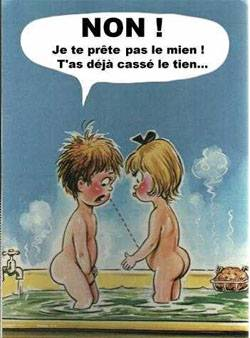 NON !
Je te prête pas le mien !
T'as déjà cassé le tien...